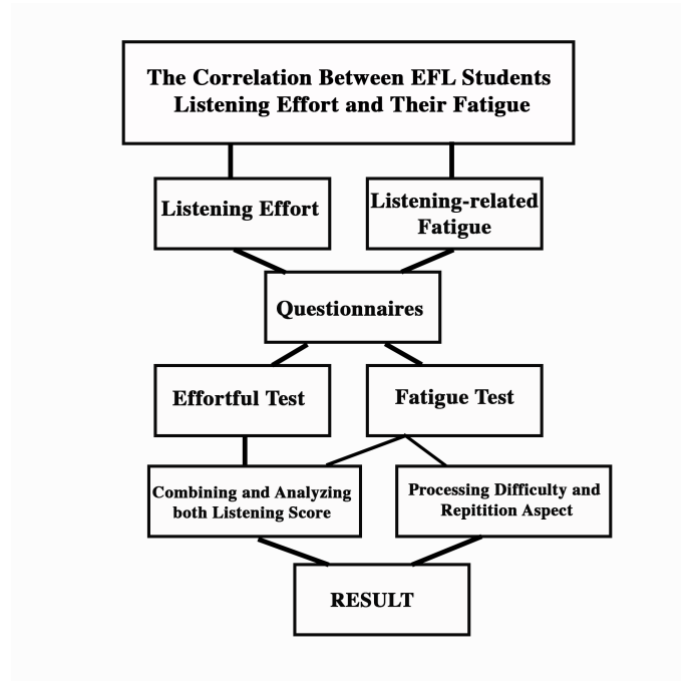 The Correlation Between EFL Students
Listening Effort and Their Fatigue
Listening Effort
Listening-related
Fatigue
Questionnaires
Effortful Test
Fatigue Test
Combining and Analyzing
both Listening Score
Processing Difficulty and
Repitition Aspect
RESULT